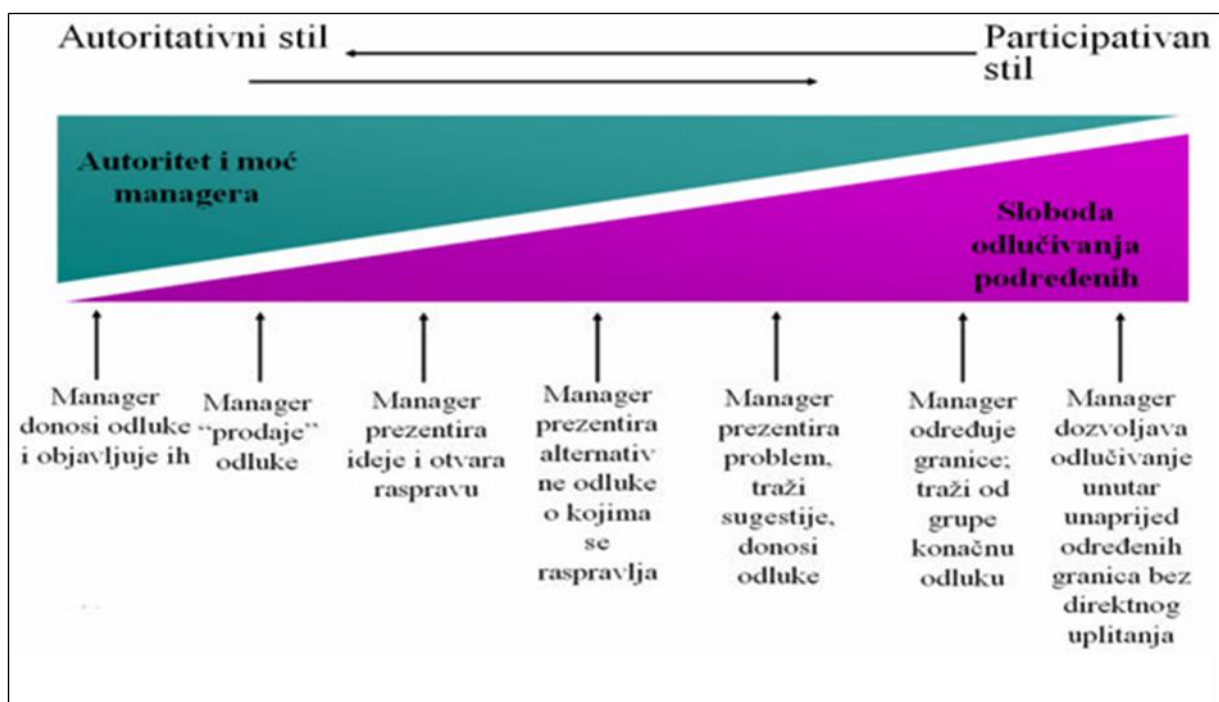 Autoritativni stil
Participativan
stil
Autoritet i moć
managera
Sloboda
odlučivanja
podređenih
Manager
donosi odluke
i objavljuje ih
Manager
“prodaje”
odluke
Manager
prezentira
ideje i otvara
raspravu
Manager
prezentira
alternativ
ne odluke
o kojima
se
raspravlja
Manager
prezentira
problem,
traži
sugestije,
donosi
odluke
Manager
određuje
granice;
traži od
grupe
konačnu
odluku
Manager
dozvoljava
odlučivanje
unutar
unaprijed
određenih
granica bez
direktnog
uplitanja